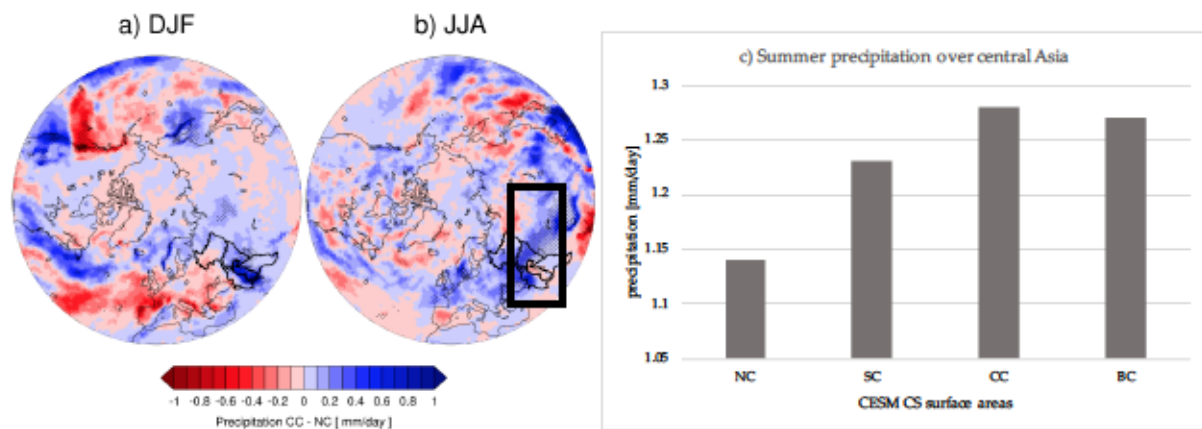 a) DJF
b) JJA
-1 -0.8 -0.6 -0.4 -0.2 0 0.2 0.4 0.6 0.8 1
Precipitation CC - NC [ mm/day ]
c) Summer precipitation over central Asia
precipitation [mm/day]
1.3
1.25
1.2
1.15
1.1
1.05
NC SC CC BC
CESM CS surface areas